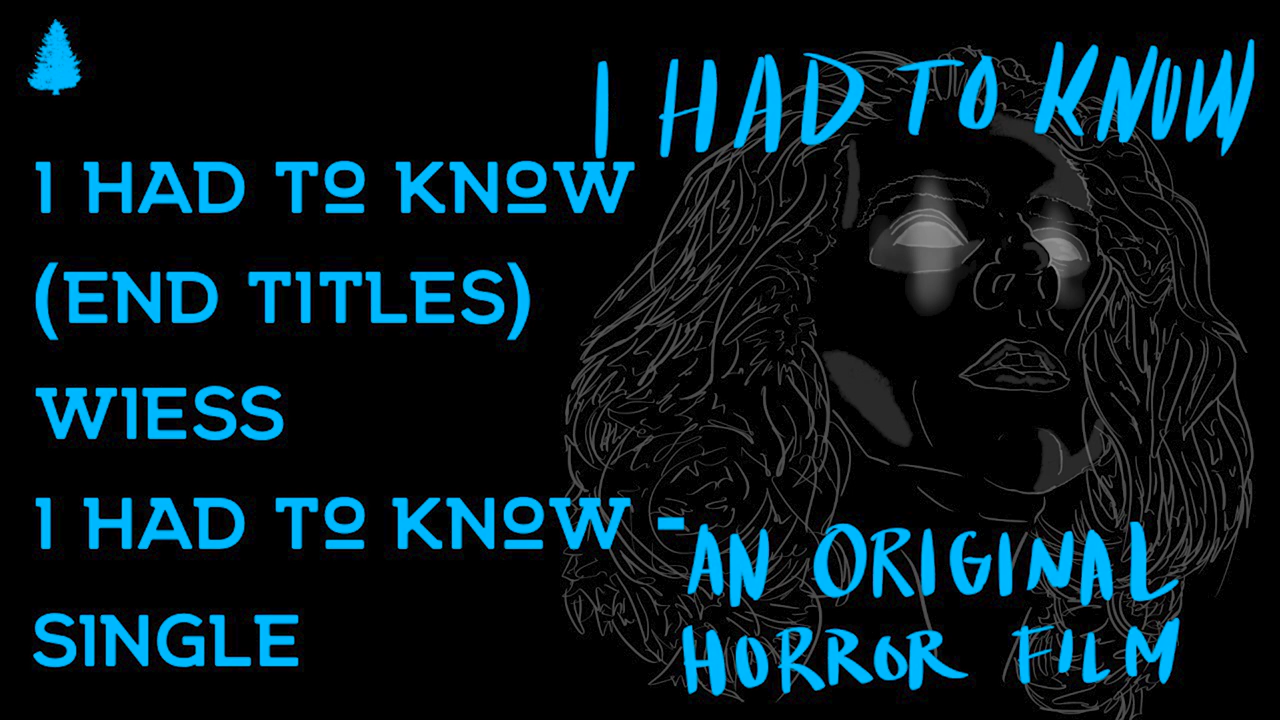 I HAD TO KNOW
(END TITLES)
WIESS
I HAD TO KNOW -
SINGLE
I HAD TO KNOW
AN ORIGINAL
HORROR FILM